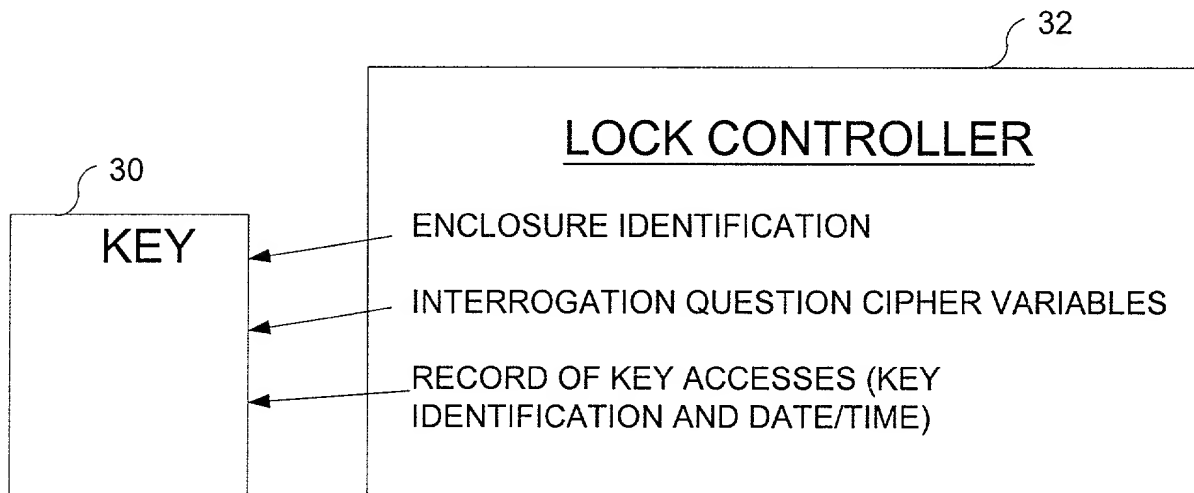 32
LOCK CONTROLLER
30
KEY
ENCLOSURE IDENTIFICATION
INTERROGATION QUESTION CIPHER VARIABLES
RECORD OF KEY ACCESSES (KEY
IDENTIFICATION AND DATE/TIME)